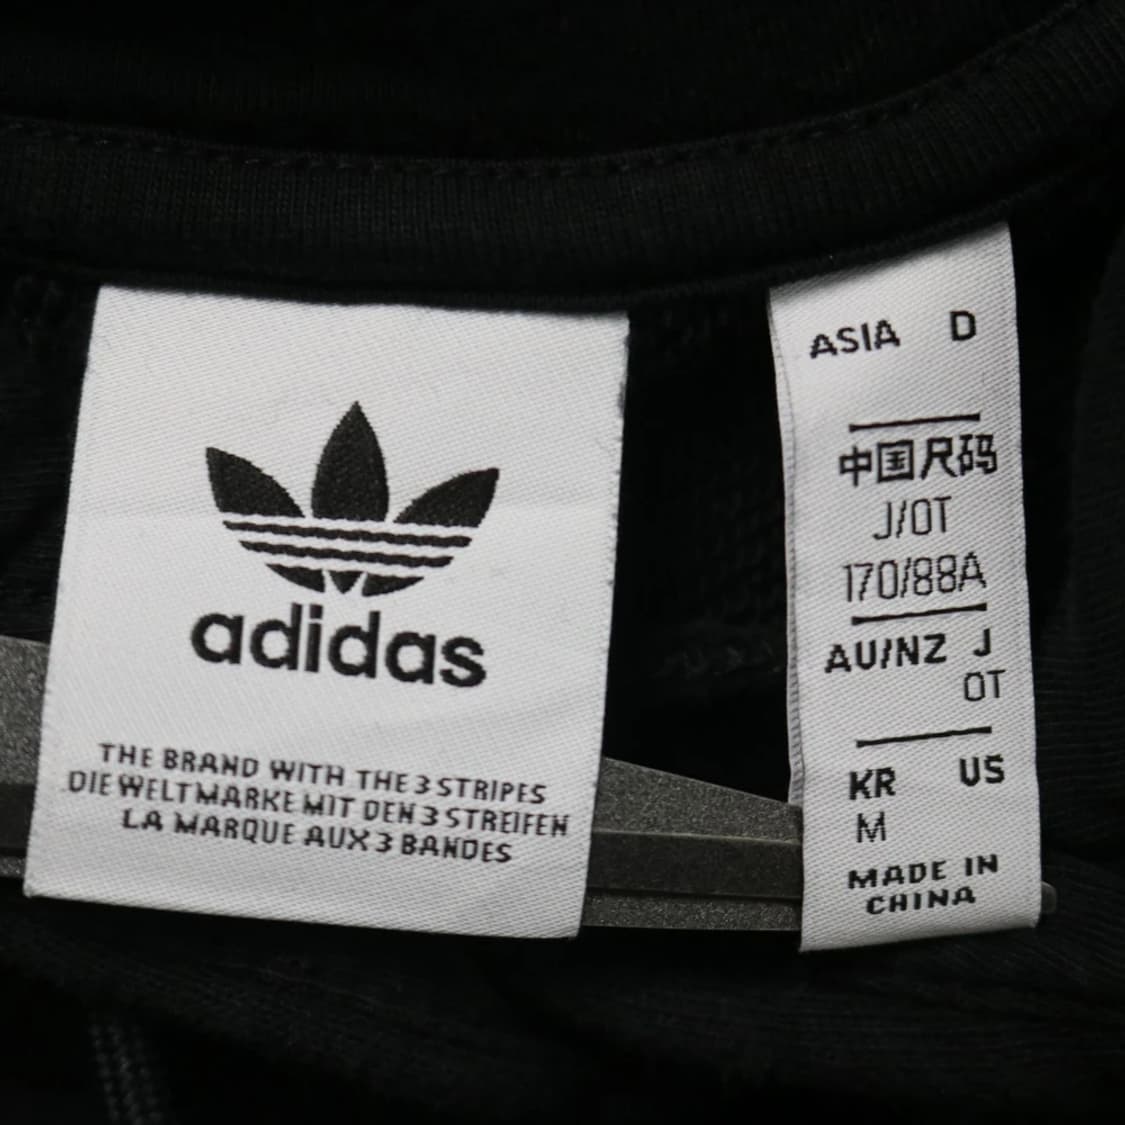 adidas
THE BRAND WITH THE 3 STRIPES
DIE WELTMARKE MIT DEN 3 STREIFEN
LA MARQUE AUX 3 BANDES
ASIA D
中国尺码
J/OT
170/88A
AU/NZ J
OT
KR US
M
MADE IN
CHINA